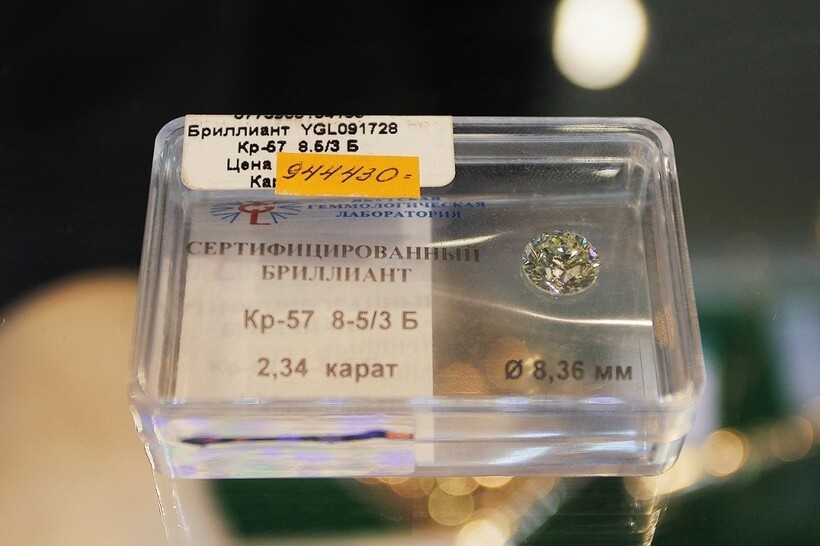 Бриллиант YGL091728
Кр-57 8.5/3 Б
Цена
944430=
ГЕММОЛОГИЧЕСКАЯ
ЛАБОРАТОРИЯ
СЕРТИФИЦИРОВАННЫЙ
БРИЛЛИАНТ
Кр-57 8-5/3 Б
2,34 карат
Ø 8,36 мм